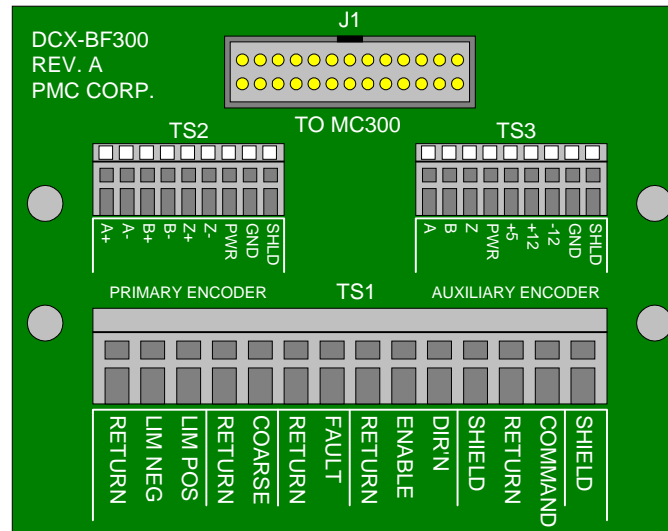 J1
DCX-BF300
REV. A
PMC CORP.
TO MC300
TS2
TS3
A+
A-
B+
B-
Z+
Z-
PWR
GND
SHLD
A
B
Z
PWR
+5
+12
-12
GND
SHLD
PRIMARY ENCODER
TS1
AUXILIARY ENCODER
RETURN
LIM NEG
LIM POS
RETURN
COARSE
RETURN
FAULT
RETURN
ENABLE
DIR'N
SHIELD
RETURN
COMMAND
SHIELD